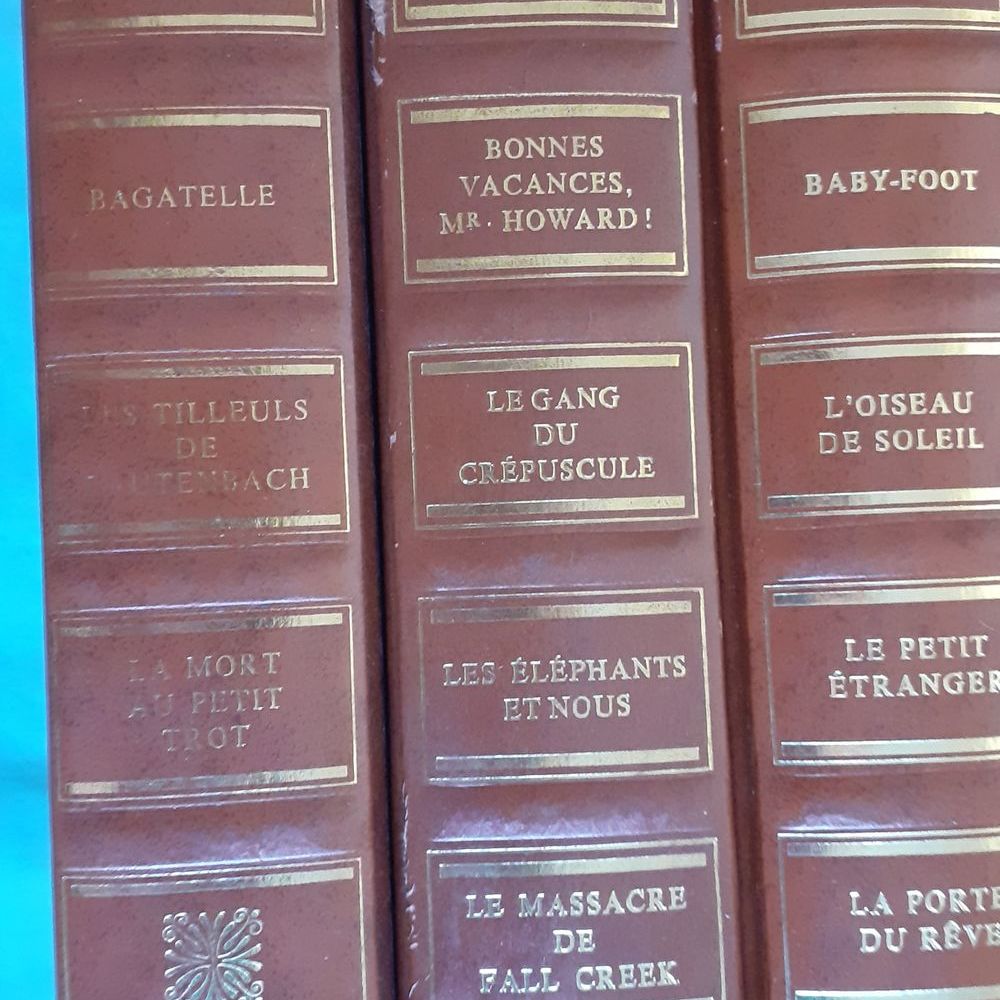 BAGATELLE
LES TILLEULS
DE
LAUTENBACH
LA MORT
AU PETIT
TROT
BONNES
VACANCES,
MR. HOWARD!
LE GANG
DU
CRÉPUSCULE
LES ÉLÉPHANTS
ET NOUS
LE MASSACRE
DE
FALL CREEK
BABY-FOOT
L'OISEAU
DE SOLEIL
LE PETIT
ÉTRANGER
LA PORTE
DU RÊVE